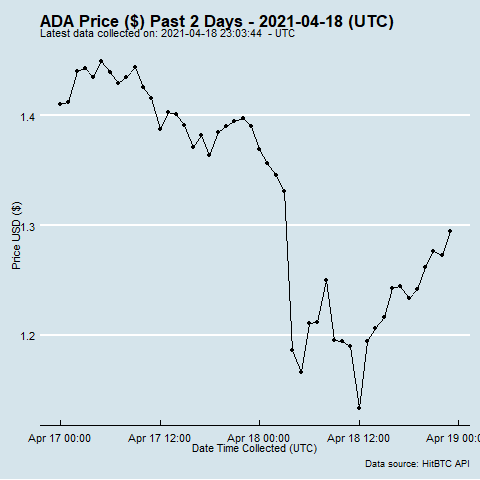 ADA Price ($) Past 2 Days - 2021-04-18 (UTC)
Latest data collected on: 2021-04-18 23:03:44  - UTC
1.4
1.3
1.2
Price USD ($)
Apr 17 00:00
Apr 17 12:00
Apr 18 00:00
Apr 18 12:00
Apr 19 00:
Date Time Collected (UTC)
Data source: HitBTC API